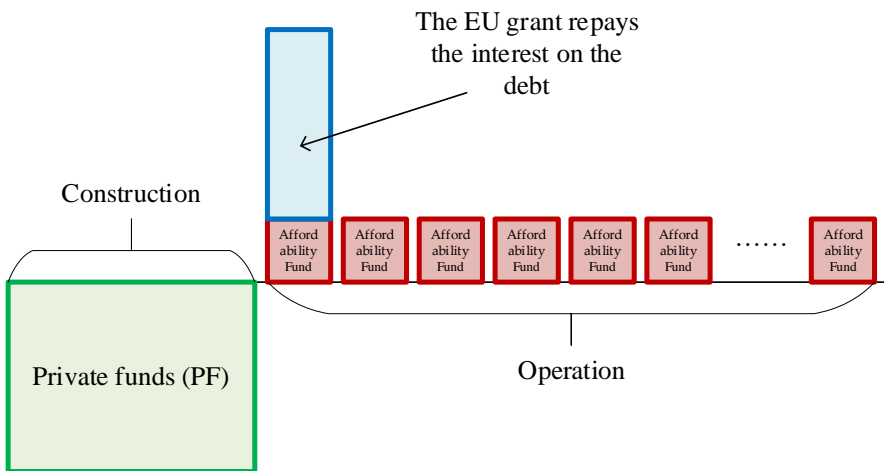 The EU grant repays
the interest on the
debt
Construction
Afford
ability
Fund
Afford
ability
Fund
Afford
ability
Fund
Afford
ability
Fund
Afford
ability
Fund
Afford
ability
Fund
......
Afford
ability
Fund
Private funds (PF)
Operation